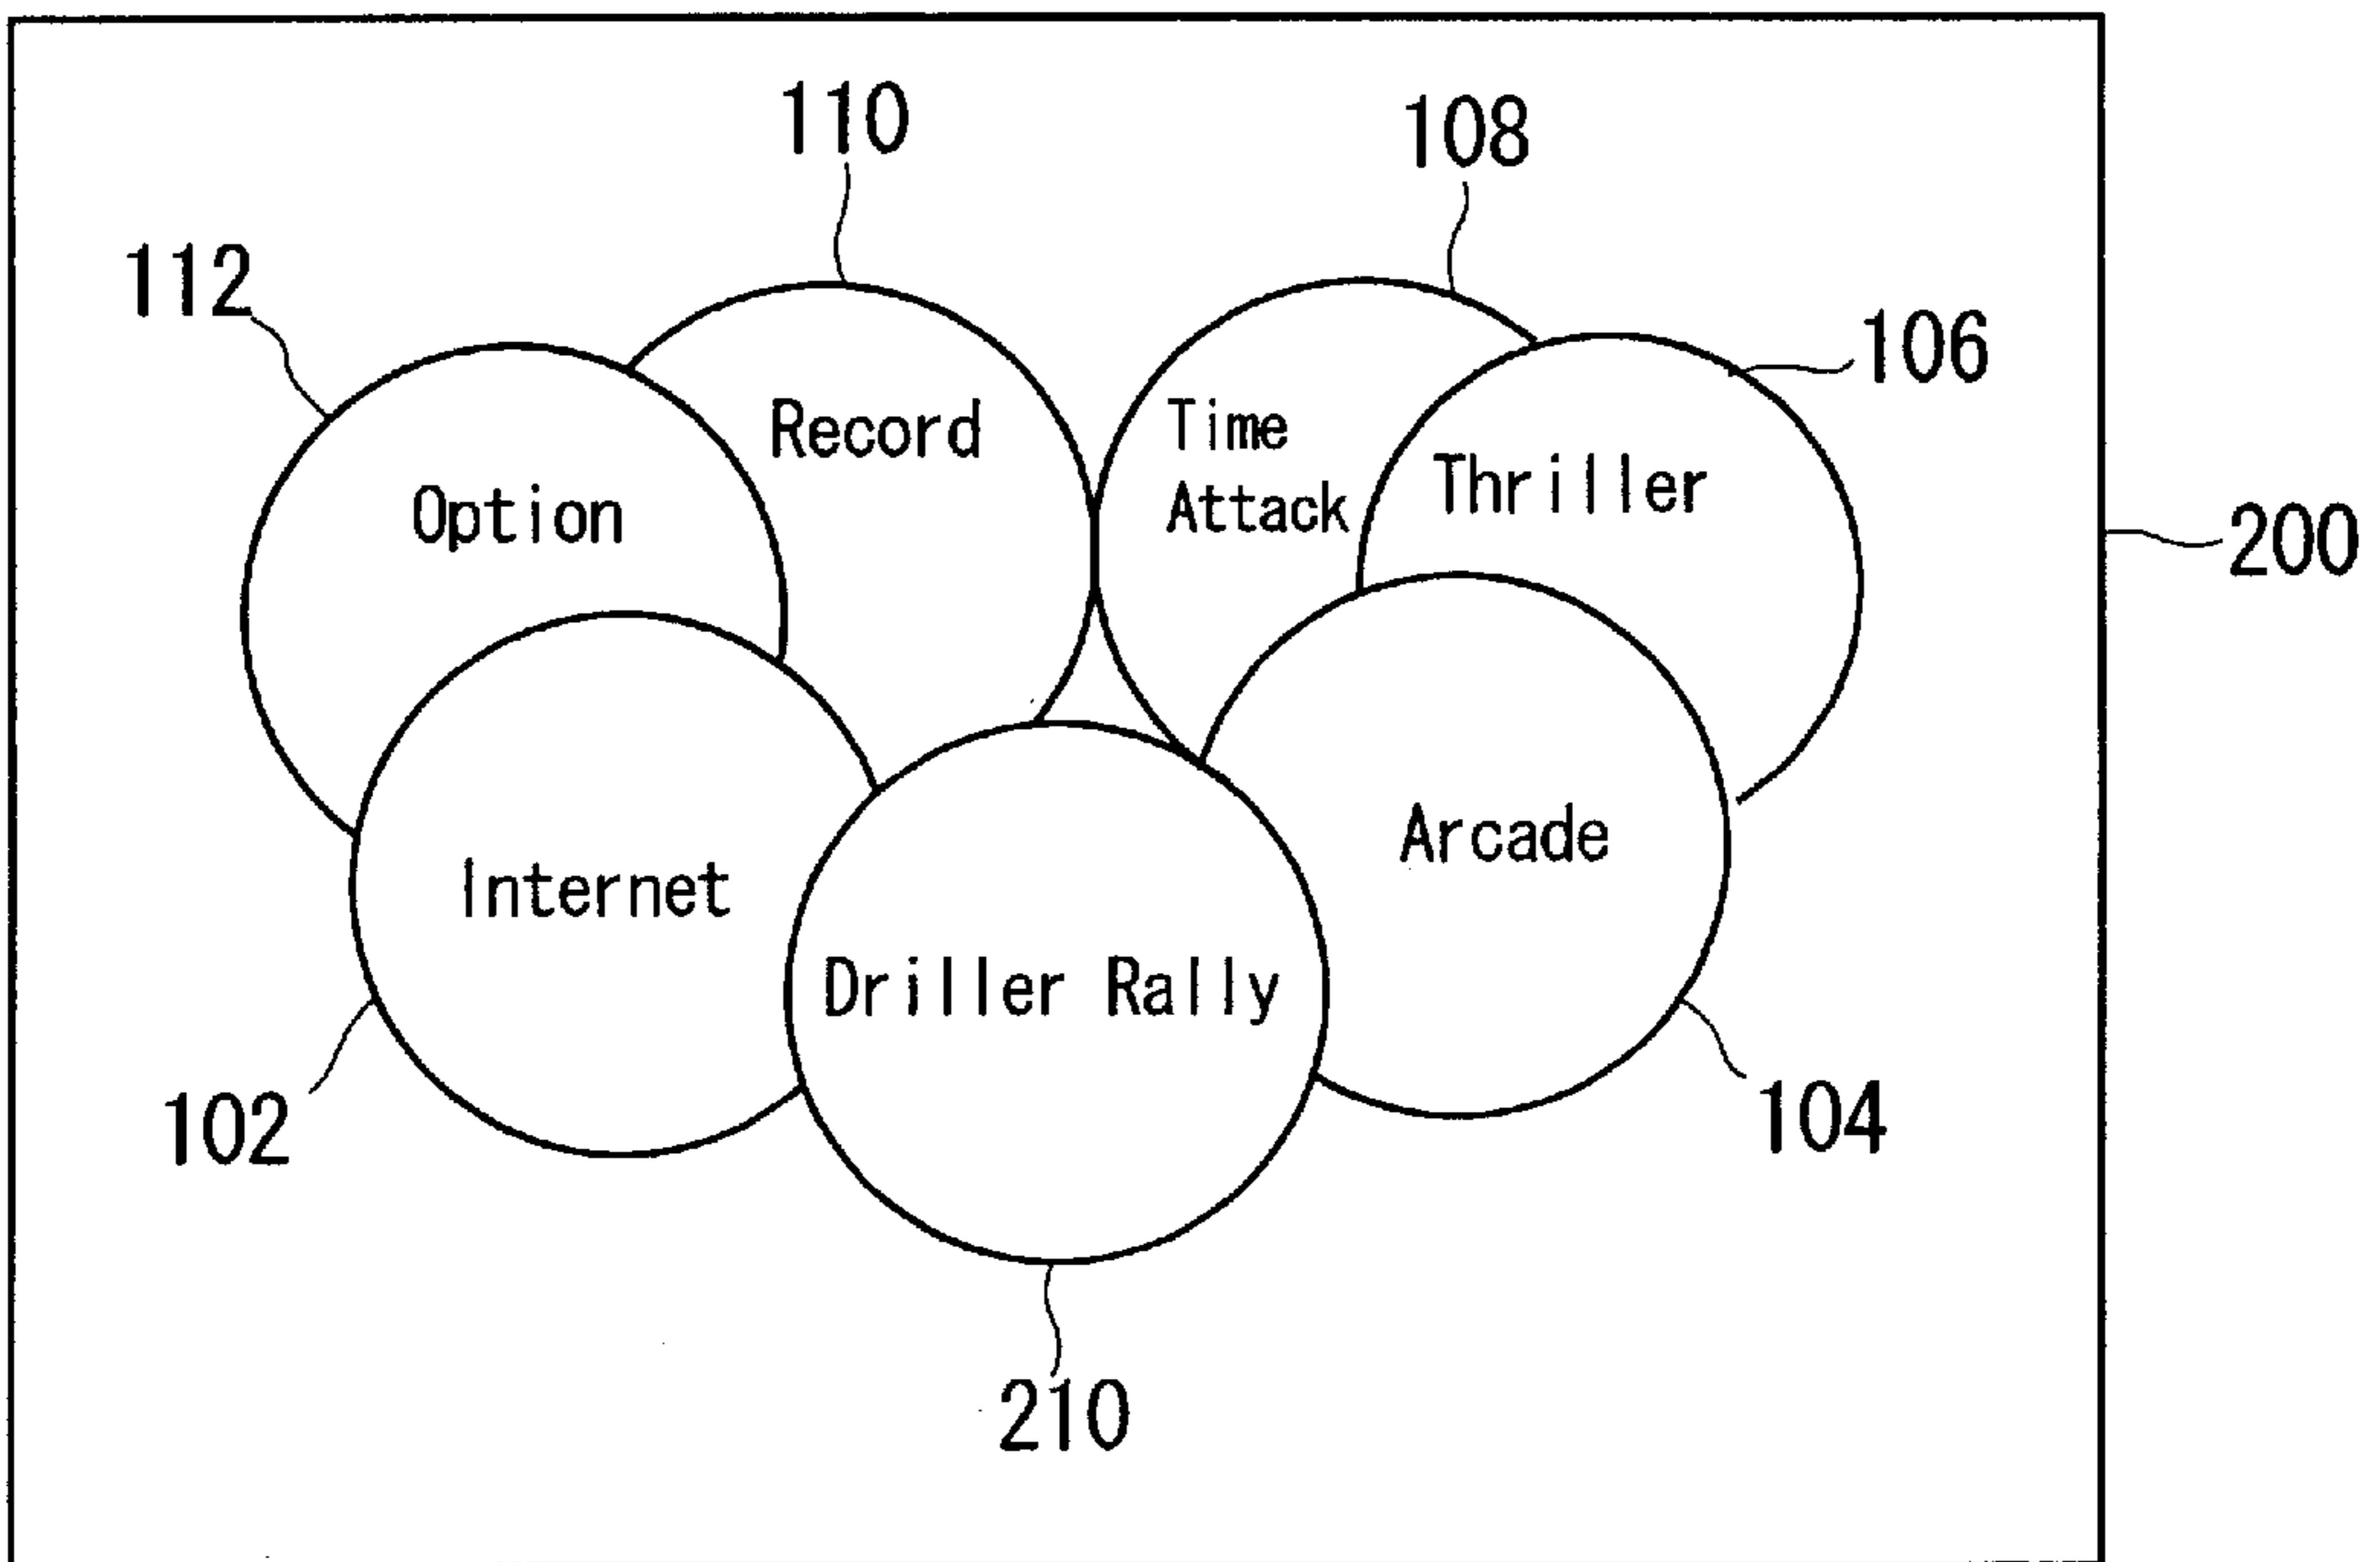 110
108
112
106
Record
Time
Attack
Thriller
Option
200
Arcade
Internet
Driller Rally
102
104
210